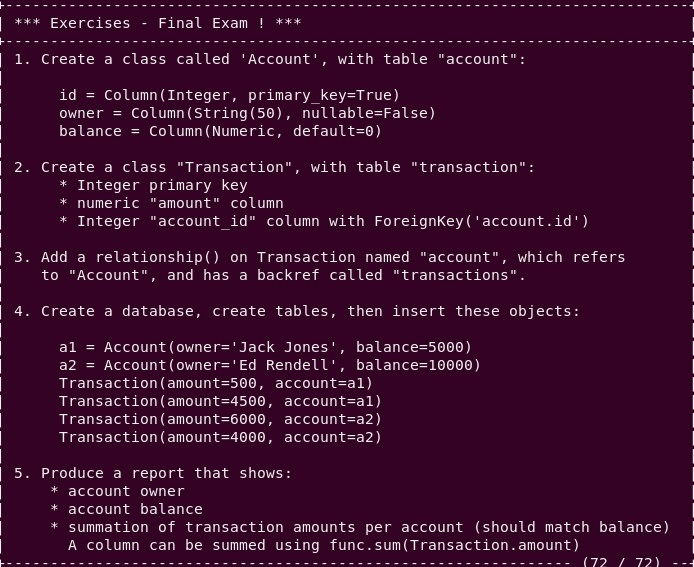 *** Exercises - Final Exam ! ***
1. Create a class called 'Account', with table "account":
id = Column(Integer, primary_key=True)
owner = Column(String(50), nullable=False)
balance = Column(Numeric, default=0)
2. Create a class "Transaction", with table "transaction":
* Integer primary key
* numeric "amount" column
* Integer "account_id" column with ForeignKey('account.id')
3. Add a relationship() on Transaction named "account", which refers
to "Account", and has a backref called "transactions".
4. Create a database, create tables, then insert these objects:
a1 = Account(owner='Jack Jones', balance=5000)
a2 = Account(owner='Ed Rendell', balance=10000)
Transaction(amount=500, account=a1)
Transaction(amount=4500, account=a1)
Transaction(amount=6000, account=a2)
Transaction(amount=4000, account=a2)
5. Produce a report that shows:
* account owner
* account balance
* summation of transaction amounts per account (should match balance)
A column can be summed using func.sum(Transaction.amount)
(72 / 72)